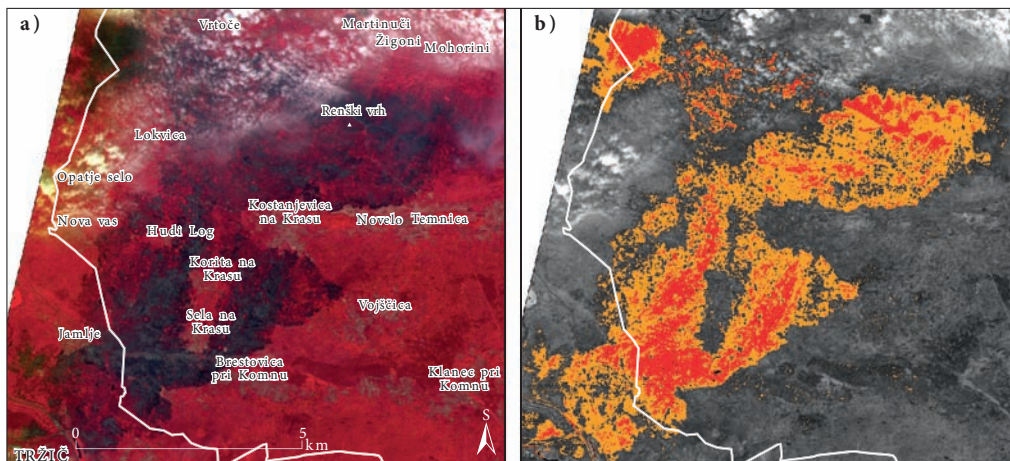 a)
b)
Vrtoče
Martinuči
Žigoni
Mohorini
Renški vrh
Lokvica
Opatje selo
Nova vas
Kostanjevica
na Krasu
Novelo
Temnica
Hudi Log
Korita na
Krasu
Sela na
Krasu
Vojščica
Jamlje
Brestovica
pri Komnu
Klanec pri
Komnu
S
0
5
km
TRŽIČ